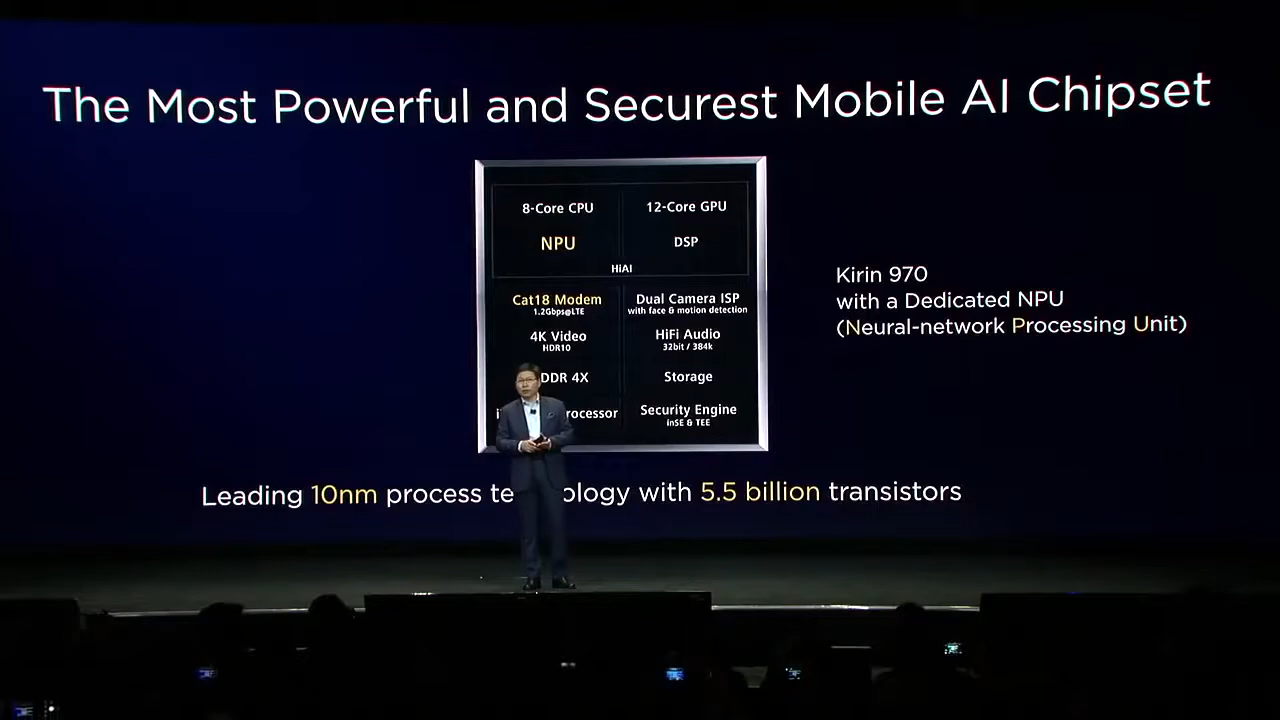 The Most Powerful and Securest Mobile AI Chipset
8-Core CPU
12-Core GPU
NPU
DSP
HiAI
Cat18 Modem
1.2Gbps@LTE
Dual Camera ISP
with face & motion detection
4K Video
HDR10
HiFi Audio
32bit / 384k
DDR 4X
Storage
Security Engine
inSE & TEE
Kirin 970
with a Dedicated NPU
(Neural-network Processing Unit)
Leading 10nm process with 5.5 billion transistors